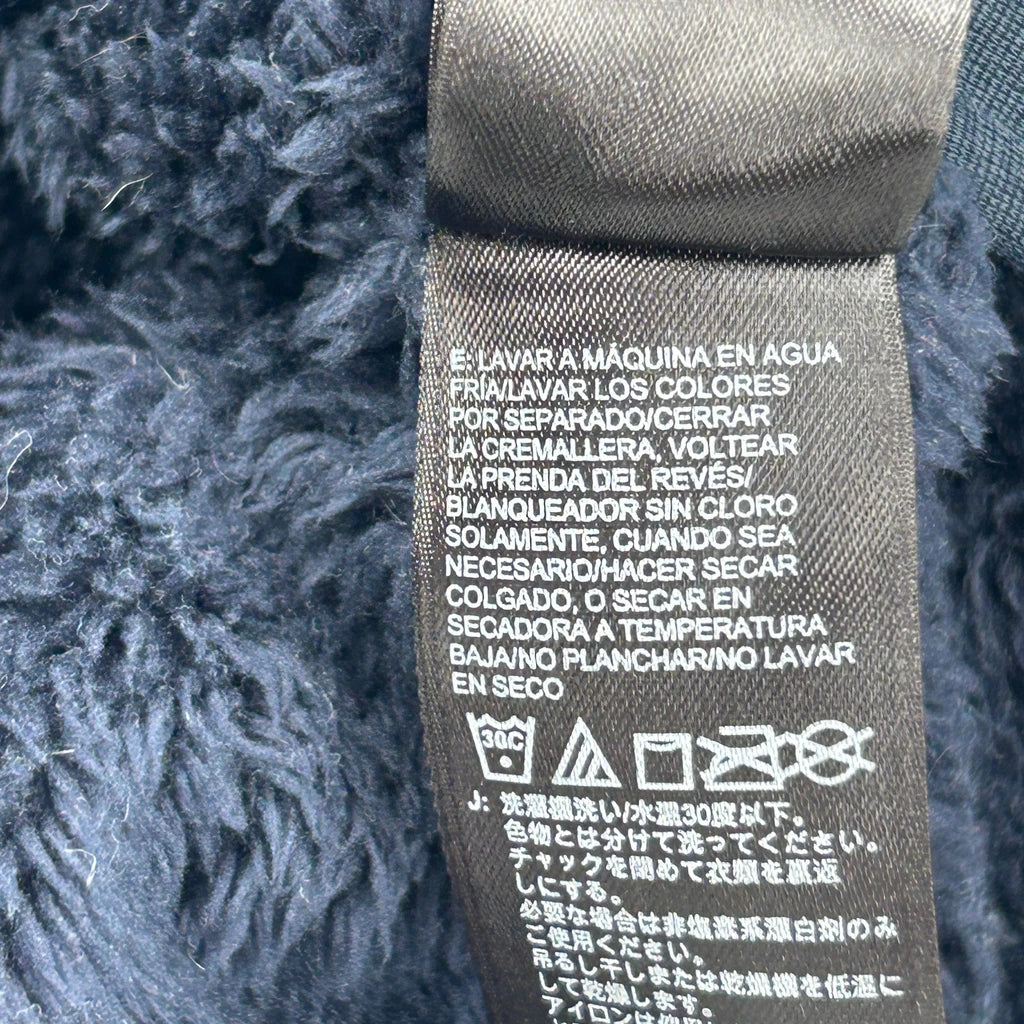 E: LAVAR A MÁQUINA EN AGUA
FRÍA/LAVAR LOS COLORES
POR SEPARADO/CERRAR
LA CREMALLERA, VOLTEAR
LA PRENDA DEL REVÉS/
BLANQUEADOR SIN CLORO
SOLAMENTE, CUANDO SEA
NECESARIO/HACER SECAR
COLGADO, O SECAR EN
SECADORA A TEMPERATURA
BAJA/NO PLANCHAR/NO LAVAR
EN SECO
30C
J: 洗濯機洗い/水温30度以下。
色物とは分けて洗ってください。
チャックを閉めて衣類を裏返
しにする。
必要な場合は非塩素系漂白剤のみ
ご使用ください。
吊るし干しまたは乾燥機を低温に
して乾燥します。
アイロンは